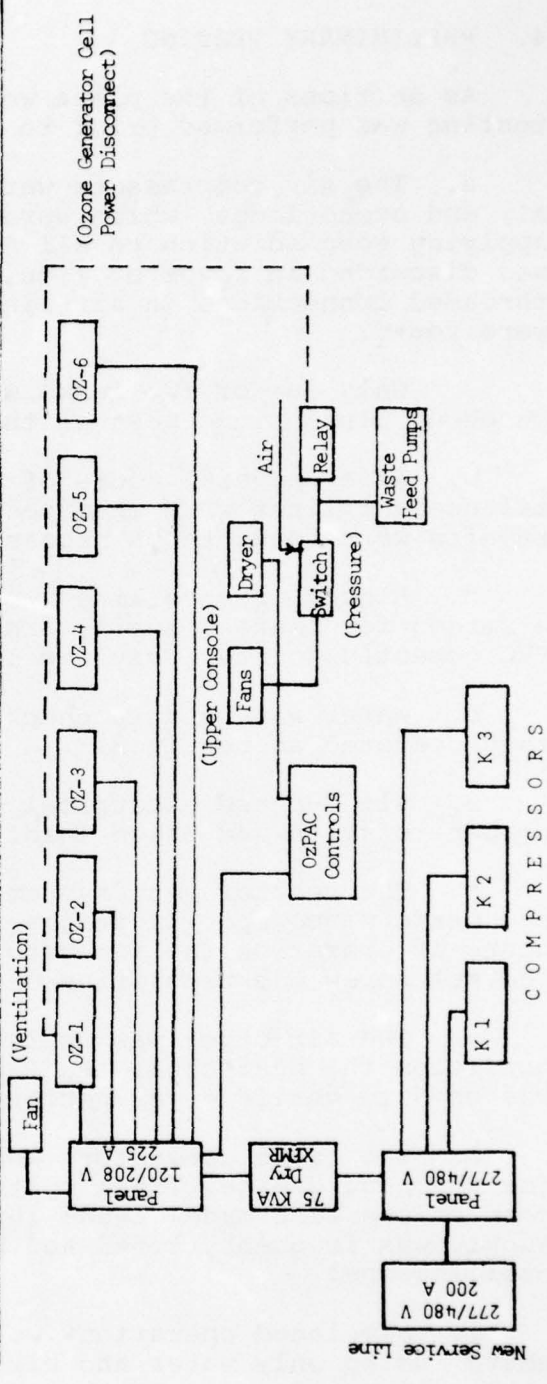 Fan
(Ventilation)
OZ-1
OZ-2
OZ-3
OZ-4
OZ-5
OZ-6
(Ozone Generator Cell
Power Disconnect)
Panel
120/208 V
225 A
(Upper Console)
Fans
Dryer
Air
OzPAC
Controls
Switch
(Pressure)
Relay
Waste
Feed Pumps
75 KVA
Dry
XFMR
New Service Line
277/480 V
200 A
Panel
277/480 V
K 1
K 2
K 3
COMPRESSORS